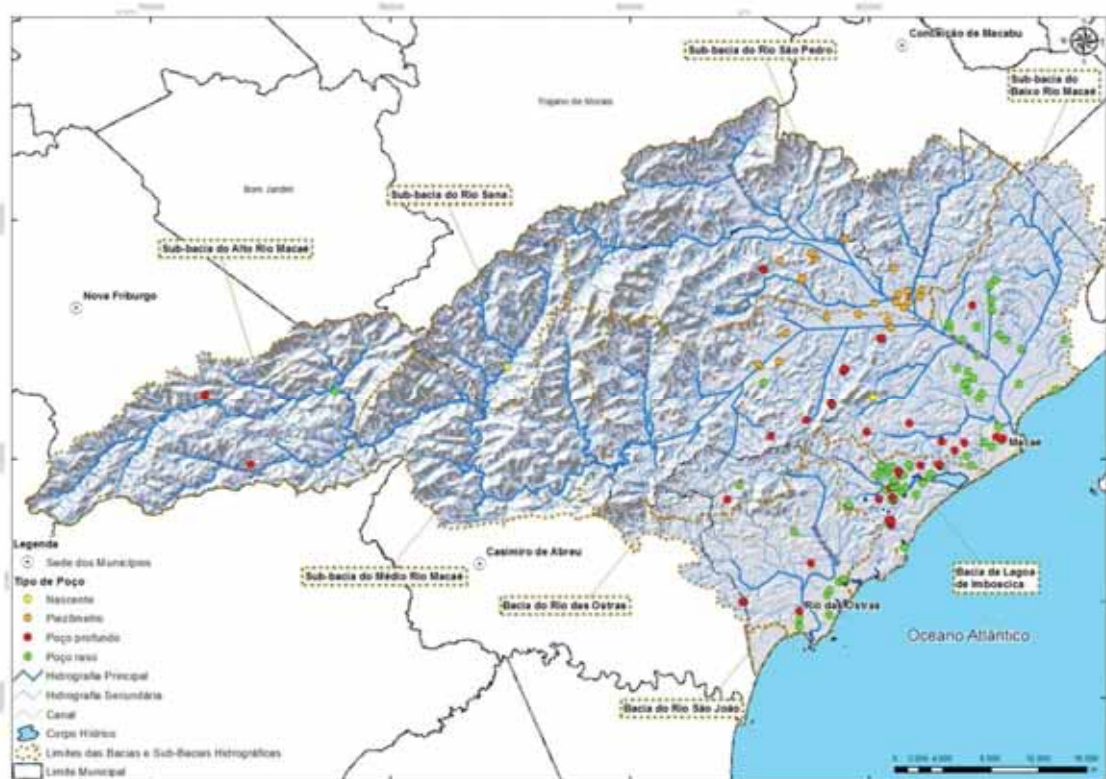 Conceição de Macabu
Sub-bacia do Rio São Pedro
Sub-bacia do
Baixo Rio Macaé
Trajano de Morais
Bom Jardim
Sub-bacia do Rio Sana
Sub-bacia do Alto Rio Macaé
Nova Friburgo
Macaé
Legenda
Sede dos Municípios
Tipo de Poço
Nascente
Piezômetro
Poço profundo
Poço raso
Hidrografia Principal
Hidrografia Secundária
Canal
Corpo Hídrico
Limites das Bacias e Sub-Bacias Hidrográficas
Limite Municipal
Casimiro de Abreu
Sub-bacia do Médio Rio Macaé
Bacia do Rio das Ostras
Bacia da Lagoa
de Imboacica
Rio das Ostras
Oceano Atlântico
Bacia do Rio São João